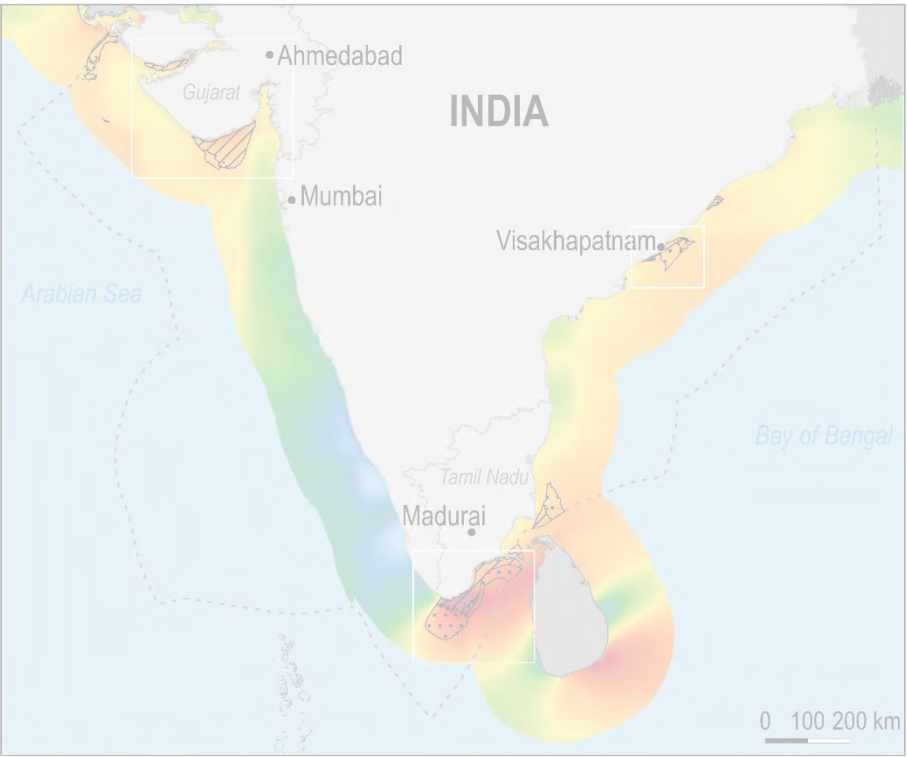 Ahmedabad
Gujarat
INDIA
Mumbai
Visakhapatnam
Arabian Sea
Bay of Bengal
Tamil Nadu
Madurai
0 100 200 km